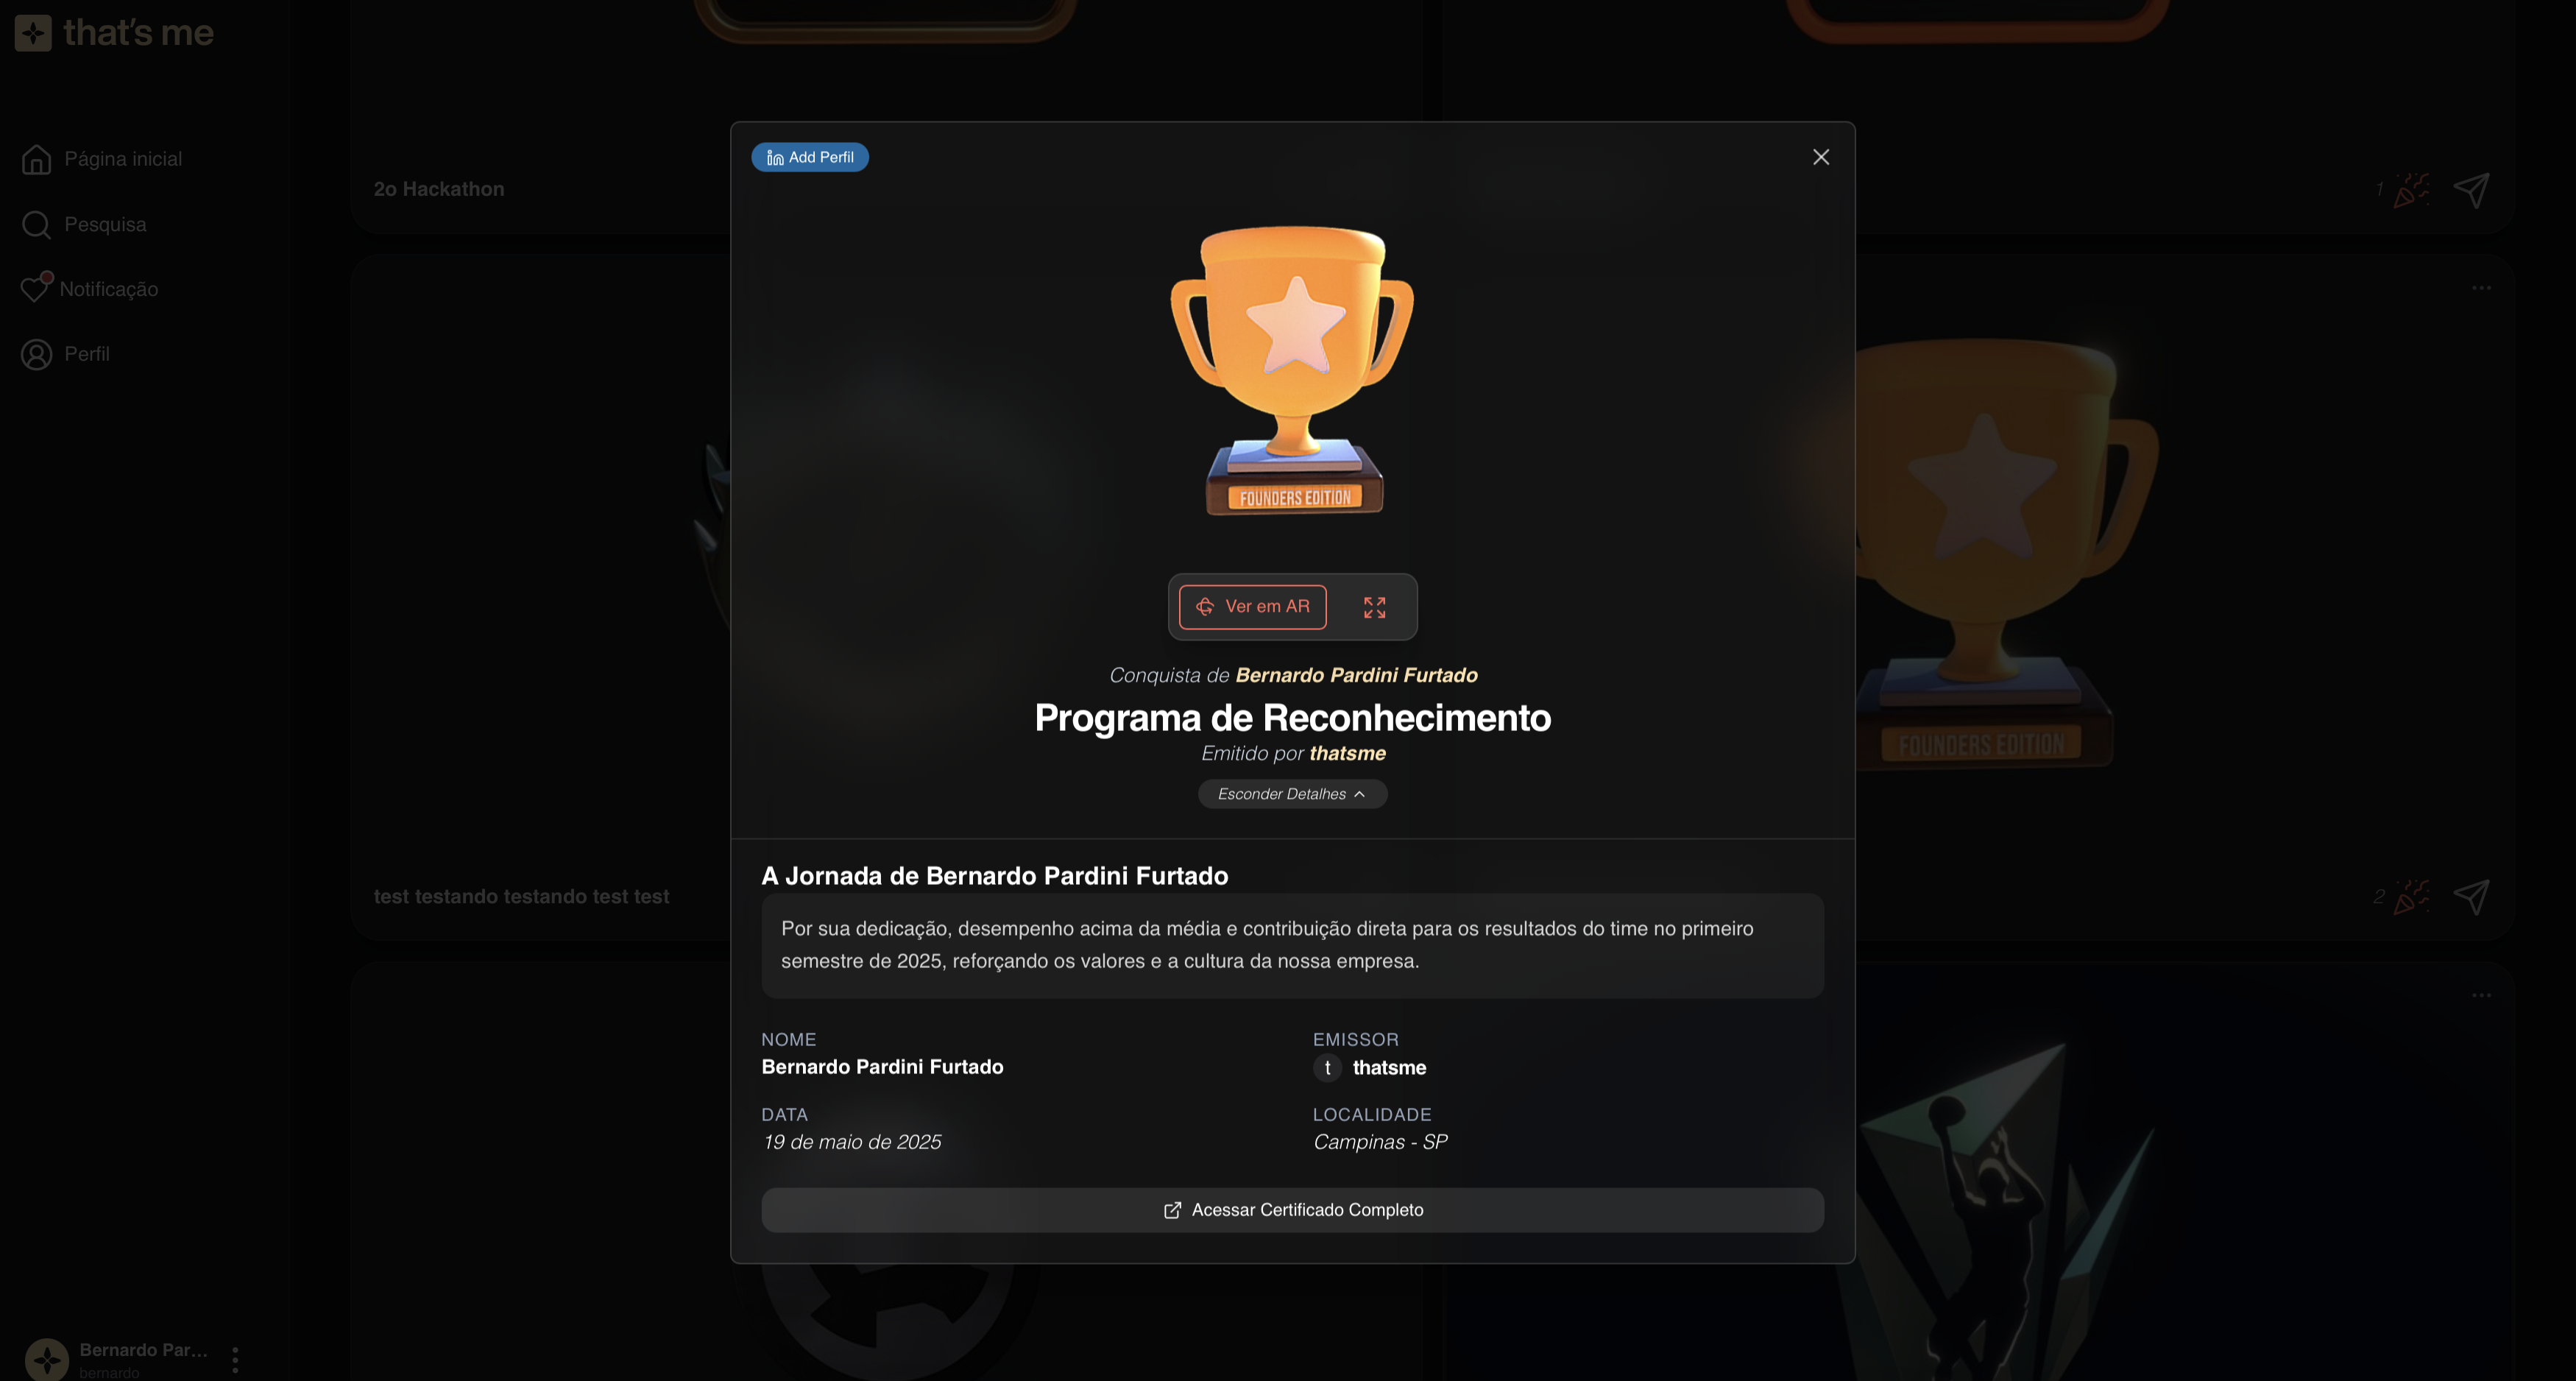 that's me
Página inicial
Pesquisa
Notificação
Perfil
2o Hackathon
1
Add Perfil
FOUNDERS EDITION
Ver em AR
Conquista de Bernardo Pardini Furtado
Programa de Reconhecimento
Emitido por thatsme
Esconder Detalhes
FOUNDERS EDITION
test testando testando test test
2
A Jornada de Bernardo Pardini Furtado
Por sua dedicação, desempenho acima da média e contribuição direta para os resultados do time no primeiro
semestre de 2025, reforçando os valores e a cultura da nossa empresa.
NOME
Bernardo Pardini Furtado
EMISSOR
t thatsme
DATA
19 de maio de 2025
LOCALIDADE
Campinas - SP
Acessar Certificado Completo
Bernardo Par...
bernardo